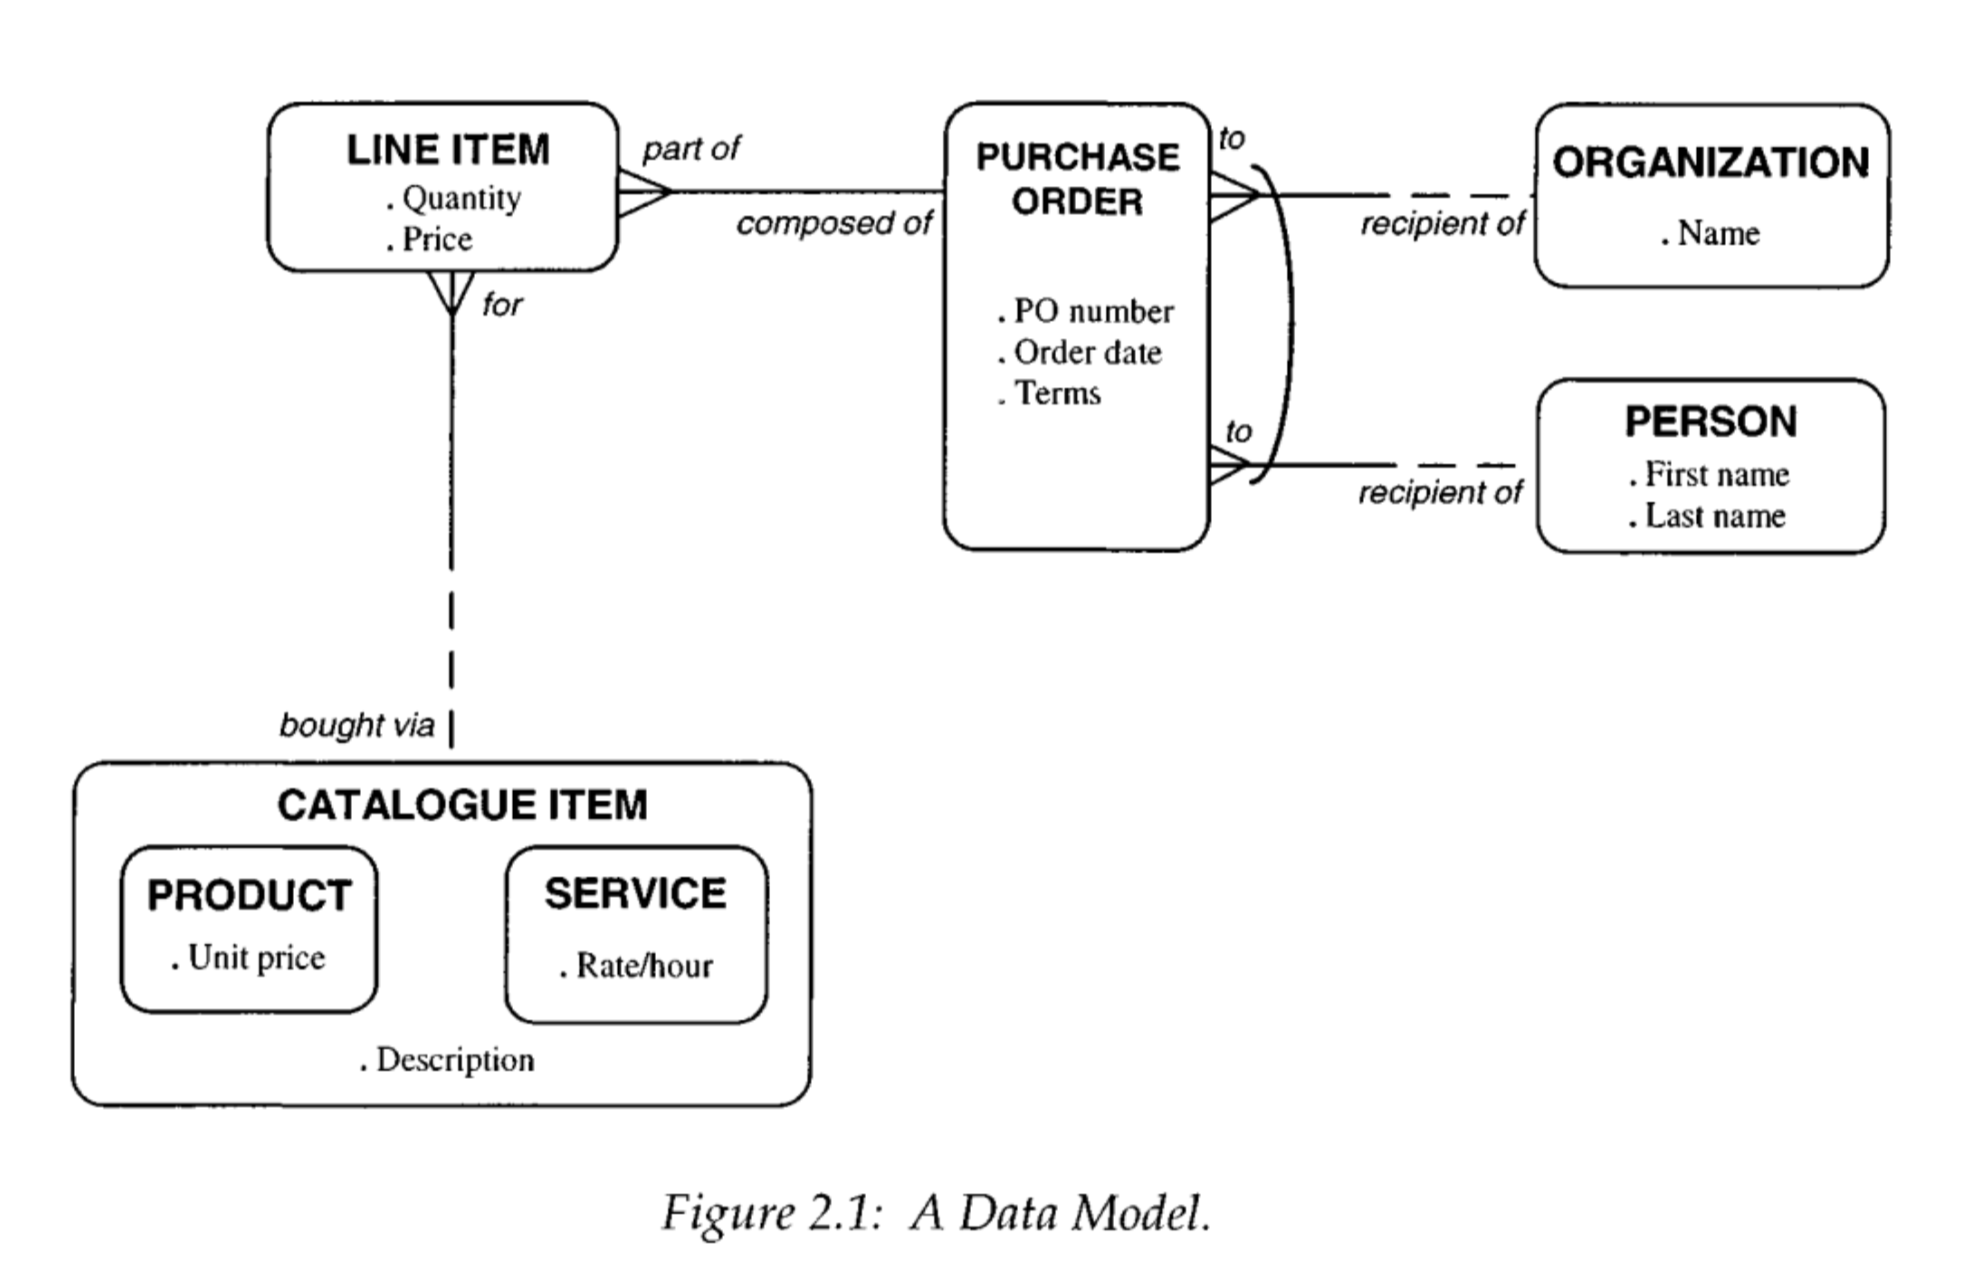 LINE ITEM
. Quantity
. Price
part of
composed of
for
bought via
PURCHASE
ORDER
. PO number
. Order date
. Terms
to
recipient of
to
recipient of
ORGANIZATION
. Name
PERSON
. First name
. Last name
CATALOGUE ITEM
PRODUCT
. Unit price
SERVICE
. Rate/hour
. Description
Figure 2.1: A Data Model.